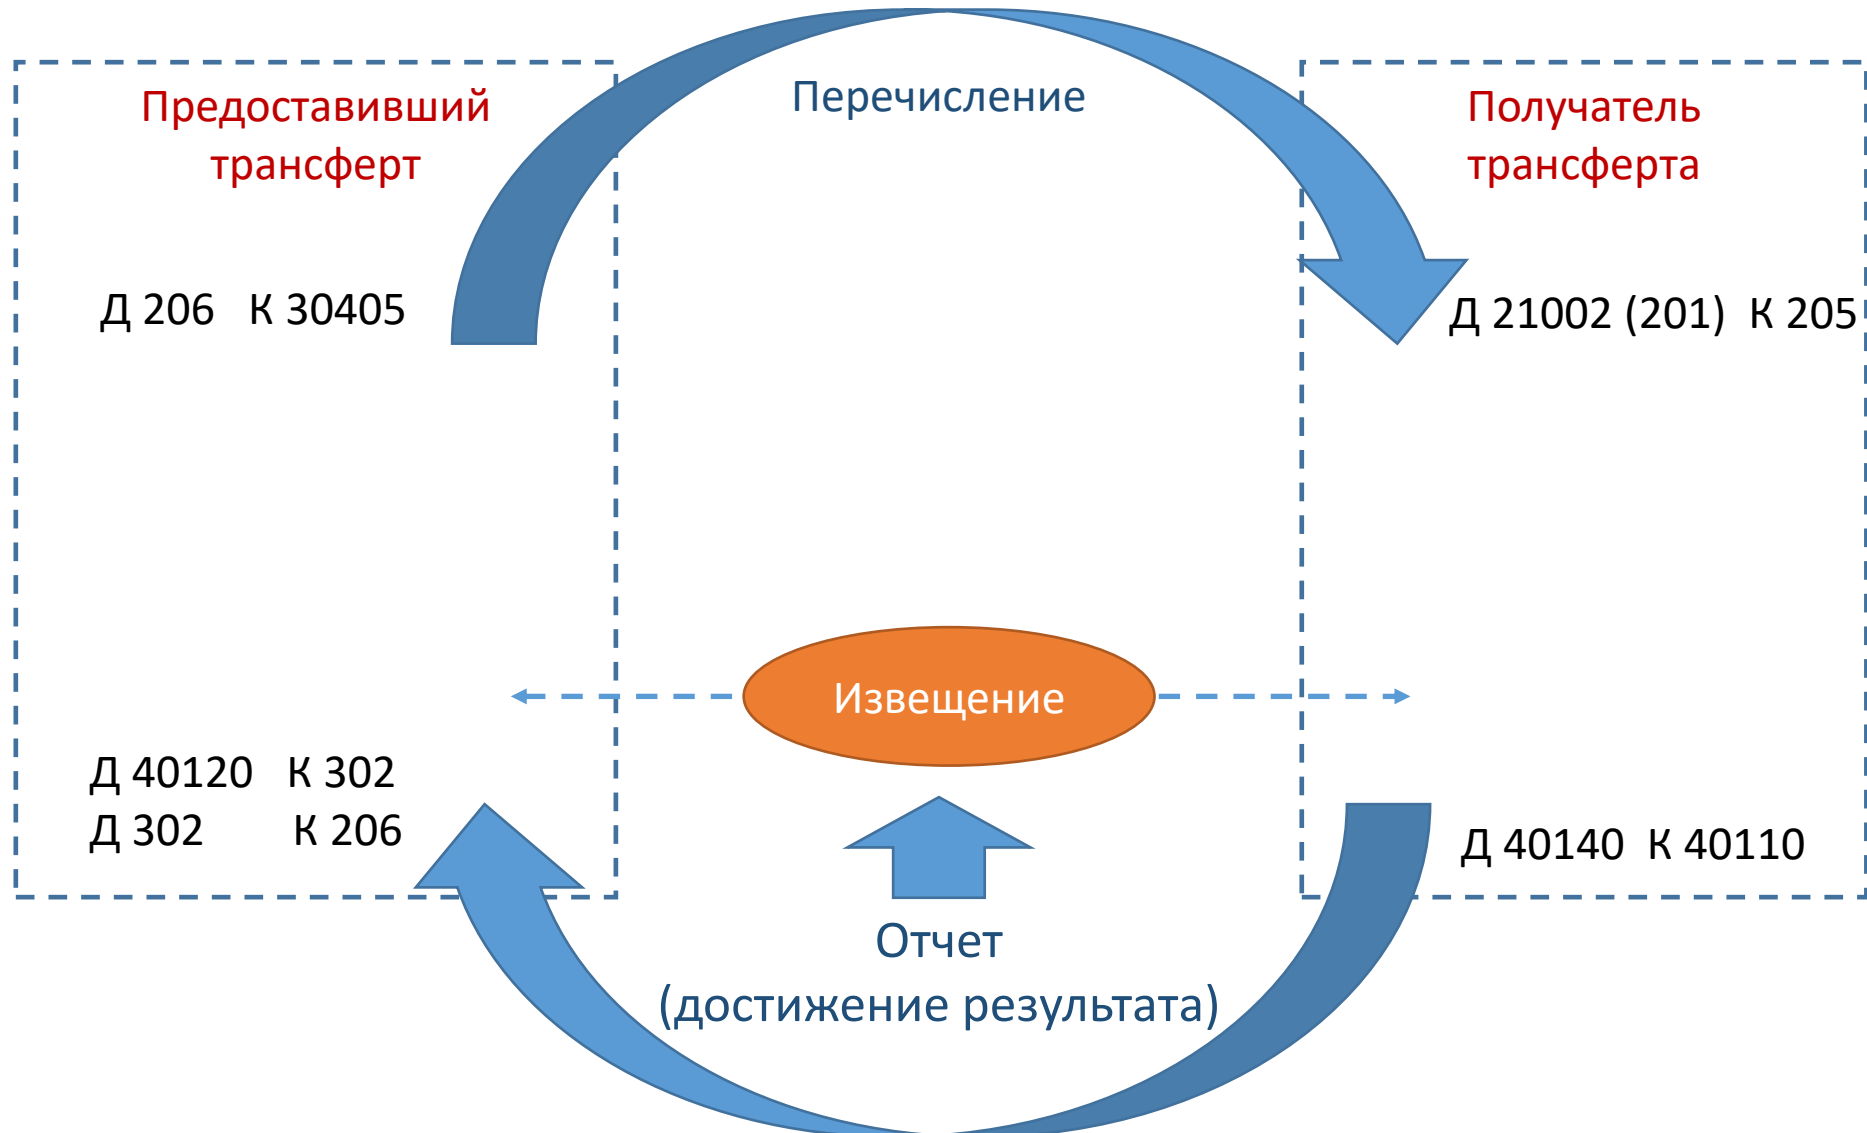 Предоставивший
трансферт
Перечисление
Получатель
трансферта
Д 206   К 30405
Д 21002 (201)  К 205
Извещение
Д 40120   К 302
Д 302        К 206
Д 40140  К 40110
Отчет
(достижение результата)